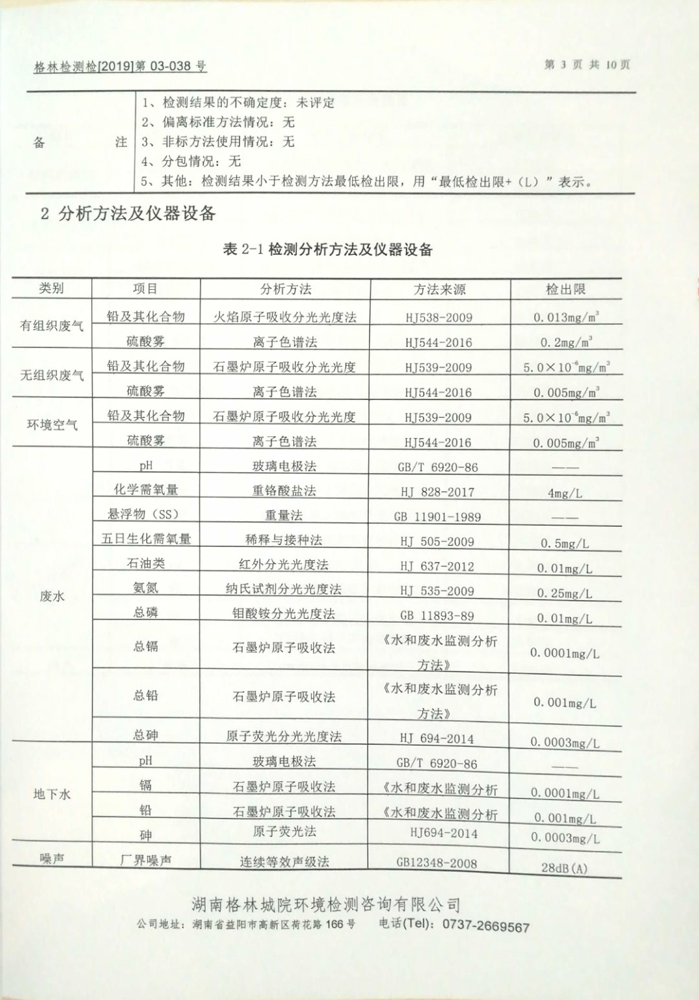 格林检测检[2019]第 03-038 号 第 3 页 共 10 页
备 注
1、检测结果的不确定度：未评定
2、偏离标准方法情况：无
3、非标方法使用情况：无
4、分包情况：无
5、其他：检测结果小于检测方法最低检出限，用“最低检出限+（L）”表示。
2 分析方法及仪器设备
表 2-1 检测分析方法及仪器设备
类别 项目 分析方法 方法来源 检出限
有组织废气
铅及其化合物 火焰原子吸收分光光度法 HJ538-2009 0.013mg/m³
硫酸雾 离子色谱法 HJ544-2016 0.2mg/m³
无组织废气
铅及其化合物 石墨炉原子吸收分光光度 HJ539-2009 5.0×10⁻⁶mg/m³
硫酸雾 离子色谱法 HJ544-2016 0.005mg/m³
环境空气
铅及其化合物 石墨炉原子吸收分光光度 HJ539-2009 5.0×10⁻⁶mg/m³
硫酸雾 离子色谱法 HJ544-2016 0.005mg/m³
废水
pH 玻璃电极法 GB/T 6920-86 ——
化学需氧量 重铬酸盐法 HJ 828-2017 4mg/L
悬浮物（SS） 重量法 GB 11901-1989 ——
五日生化需氧量 稀释与接种法 HJ 505-2009 0.5mg/L
石油类 红外分光光度法 HJ 637-2012 0.01mg/L
氨氮 纳氏试剂分光光度法 HJ 535-2009 0.25mg/L
总磷 钼酸铵分光光度法 GB 11893-89 0.01mg/L
总镉 石墨炉原子吸收法 《水和废水监测分析
方法》 0.0001mg/L
总铅 石墨炉原子吸收法 《水和废水监测分析
方法》 0.001mg/L
总砷 原子荧光分光光度法 HJ 694-2014 0.0003mg/L
地下水
pH 玻璃电极法 GB/T 6920-86 ——
镉 石墨炉原子吸收法 《水和废水监测分析 0.0001mg/L
铅 石墨炉原子吸收法 《水和废水监测分析 0.001mg/L
砷 原子荧光法 HJ694-2014 0.0003mg/L
噪声 厂界噪声 连续等效声级法 GB12348-2008 28dB(A)
湖南格林城院环境检测咨询有限公司
公司地址：湖南省益阳市高新区荷花路 166 号 电话(Tel)：0737-2669567